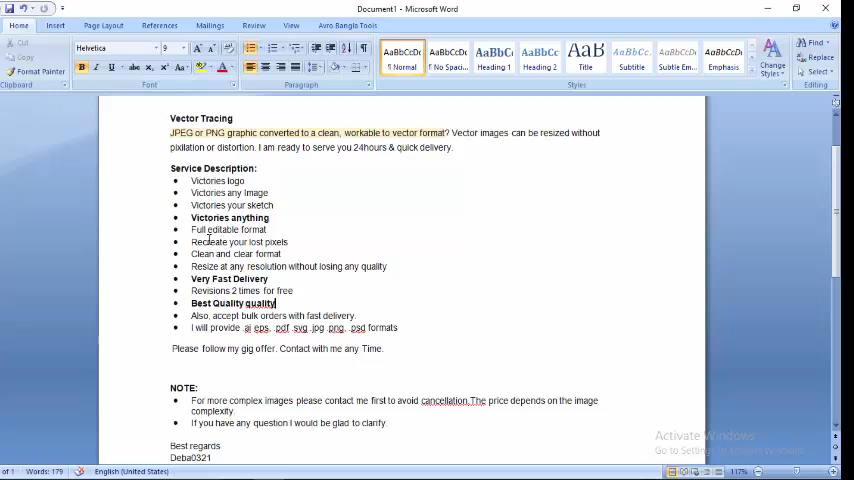 Document1 - Microsoft Word
Home Insert Page Layout References Mailings Review View Avro Bangla Tools
Cut
Copy
Format Painter
Clipboard
Helvetica 9
Font
Paragraph
AaBbCcDc AaBbCcDc AaBbC AaBbCc AaBb AaBbCc. AaBbCcDc AaBbCcDc
¶ Normal ¶ No Spaci... Heading 1 Heading 2 Title Subtitle Subtle Em... Emphasis
Styles
Change Styles
Find
Replace
Select
Editing
Vector Tracing
JPEG or PNG graphic converted to a clean, workable to vector format? Vector images can be resized without
pixilation or distortion. I am ready to serve you 24hours & quick delivery.
Service Description:
• Victories logo
• Victories any Image
• Victories your sketch
• Victories anything
• Full editable format
• Recreate your lost pixels
• Clean and clear format
• Resize at any resolution without losing any quality
• Very Fast Delivery
• Revisions 2 times for free
• Best Quality quality
• Also, accept bulk orders with fast delivery.
• I will provide .ai eps, .pdf .svg .jpg .png, .psd formats
Please follow my gig offer. Contact with me any Time.
NOTE:
• For more complex images please contact me first to avoid cancellation.The price depends on the image
complexity.
• If you have any question I would be glad to clarify.
Best regards
Deba0321
Activate Windows
Go to Settings to activate Windows.
of 1 Words: 179 English (United States) 117%